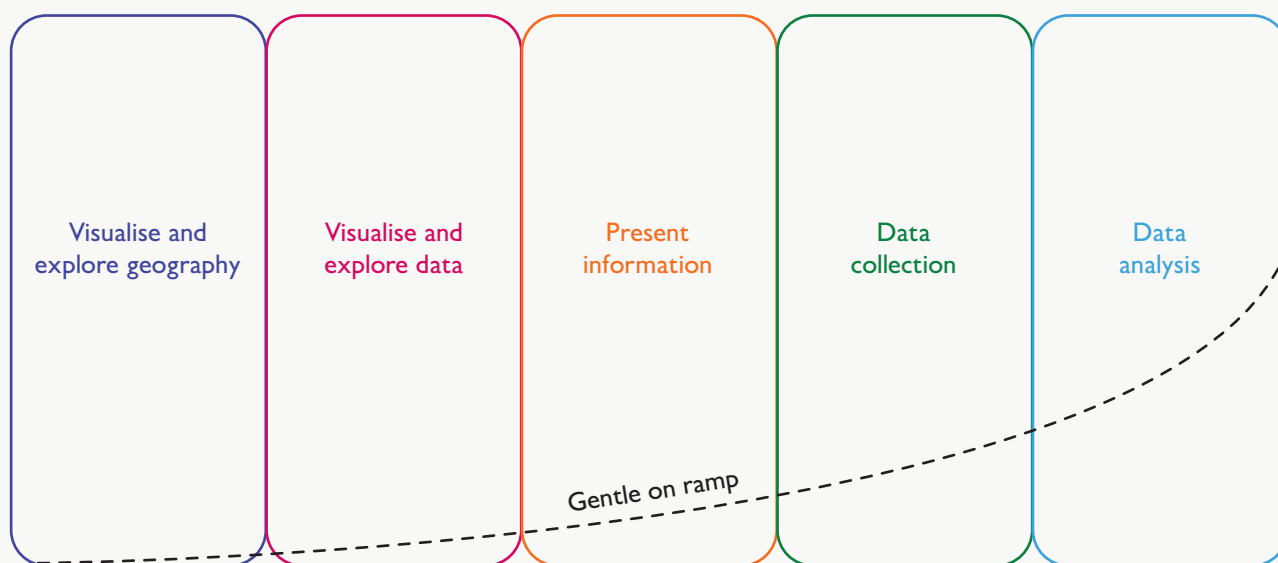 Visualise and
explore geography
Visualise and
explore data
Present
information
Data
collection
Data
analysis
Gentle on ramp